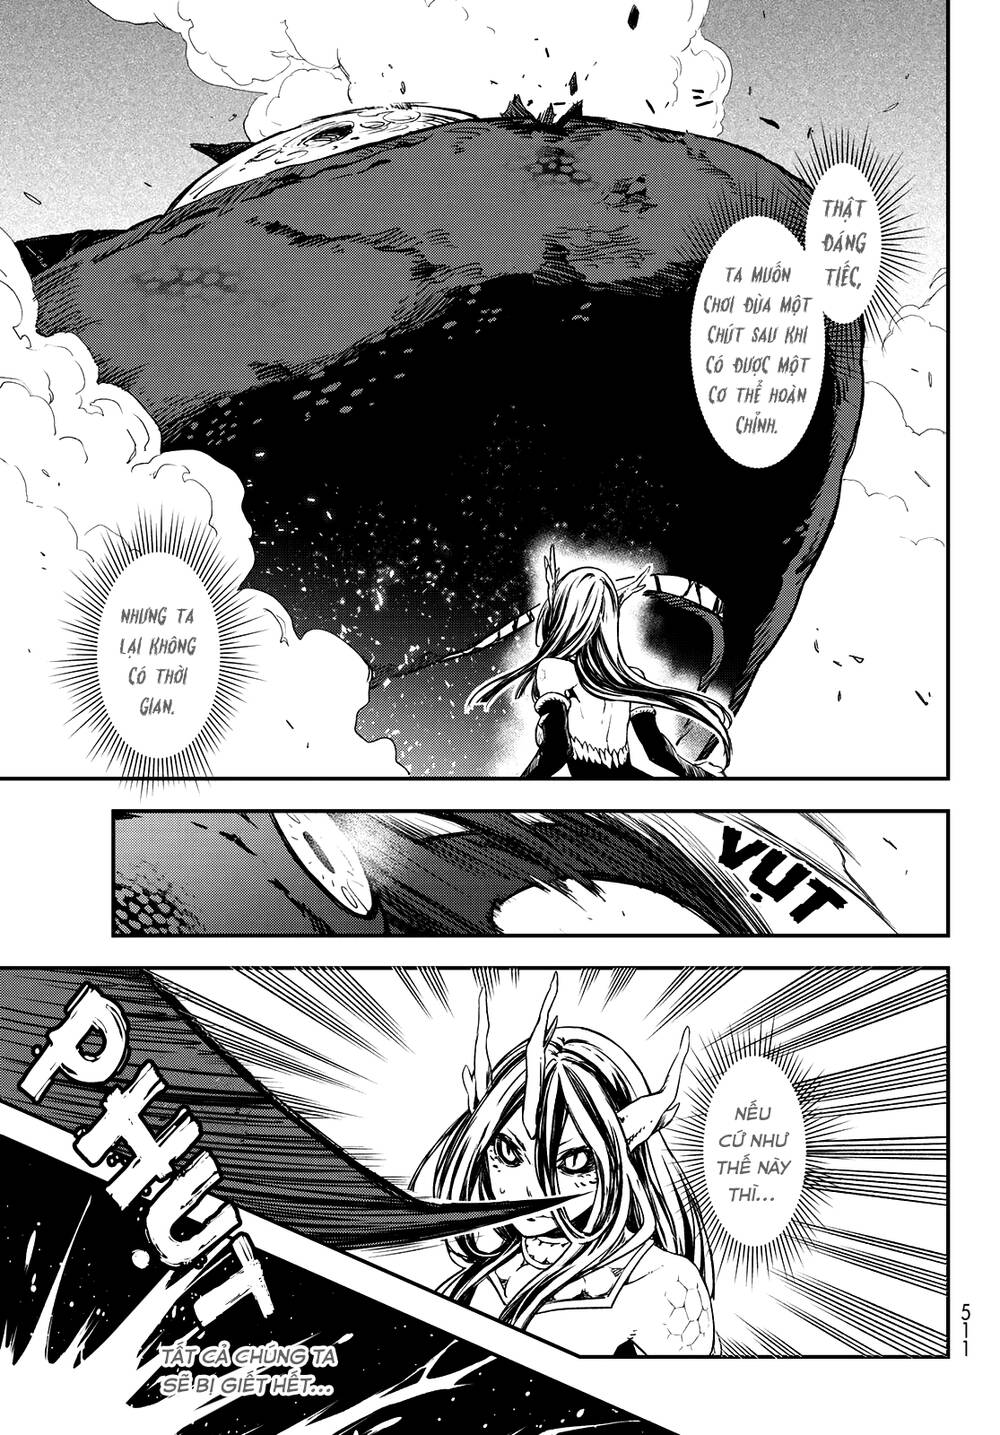 THẬT
ĐÁNG
TIẾC,
TA MUỐN
CHƠI ĐÙA MỘT
CHÚT SAU KHI
CÓ ĐƯỢC MỘT
CƠ THỂ HOÀN
CHỈNH.
NHƯNG TA
LẠI KHÔNG
CÓ THỜI
GIAN.
VỤT
PHỤT
NẾU
CỨ NHƯ
THẾ NÀY
THÌ...
TẤT CẢ CHÚNG TA
SẼ BỊ GIẾT HẾT...
511